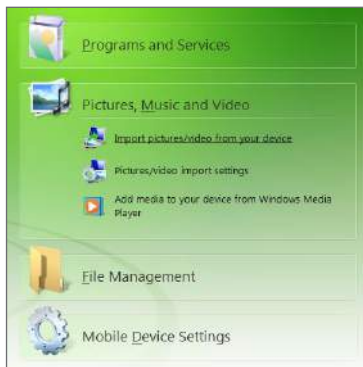 Programs and Services
Pictures, Music and Video
Import pictures/video from your device
Pictures/video import settings
Add media to your device from Windows Media
Player
File Management
Mobile Device Settings